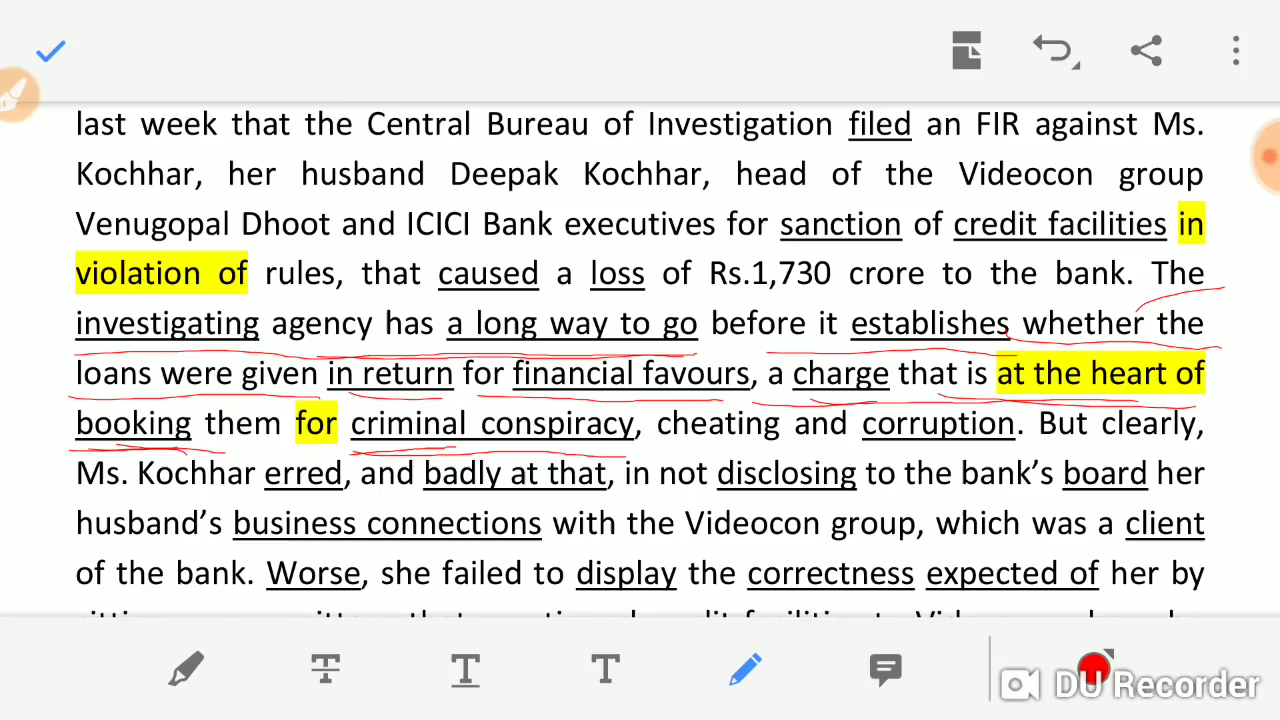 last week that the Central Bureau of Investigation filed an FIR against Ms.
Kochhar, her husband Deepak Kochhar, head of the Videocon group
Venugopal Dhoot and ICICI Bank executives for sanction of credit facilities in
violation of rules, that caused a loss of Rs.1,730 crore to the bank. The
investigating agency has a long way to go before it establishes whether the
loans were given in return for financial favours, a charge that is at the heart of
booking them for criminal conspiracy, cheating and corruption. But clearly,
Ms. Kochhar erred, and badly at that, in not disclosing to the bank's board her
husband's business connections with the Videocon group, which was a client
of the bank. Worse, she failed to display the correctness expected of her by
T T T
DU Recorder